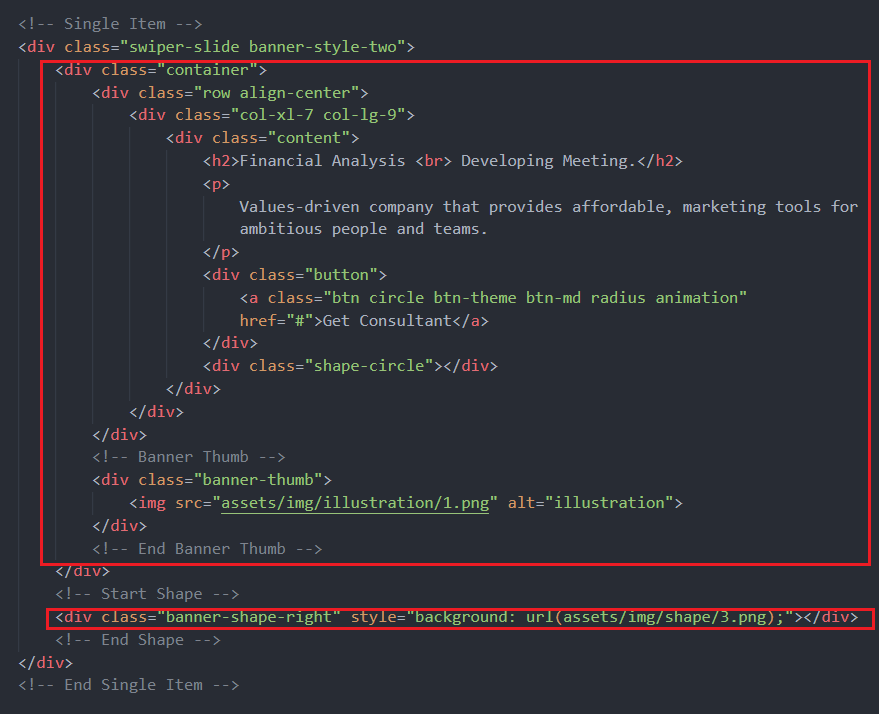 <!-- Single Item -->
<div class="swiper-slide banner-style-two">
<div class="container">
<div class="row align-center">
<div class="col-xl-7 col-lg-9">
<div class="content">
<h2>Financial Analysis <br> Developing Meeting.</h2>
<p>
Values-driven company that provides affordable, marketing tools for
ambitious people and teams.
</p>
<div class="button">
<a class="btn circle btn-theme btn-md radius animation"
href="#">Get Consultant</a>
</div>
<div class="shape-circle"></div>
</div>
</div>
</div>
<!-- Banner Thumb -->
<div class="banner-thumb">
<img src="assets/img/illustration/1.png" alt="illustration">
</div>
<!-- End Banner Thumb -->
</div>
<!-- Start Shape -->
<div class="banner-shape-right" style="background: url(assets/img/shape/3.png);"></div>
<!-- End Shape -->
</div>
<!-- End Single Item -->